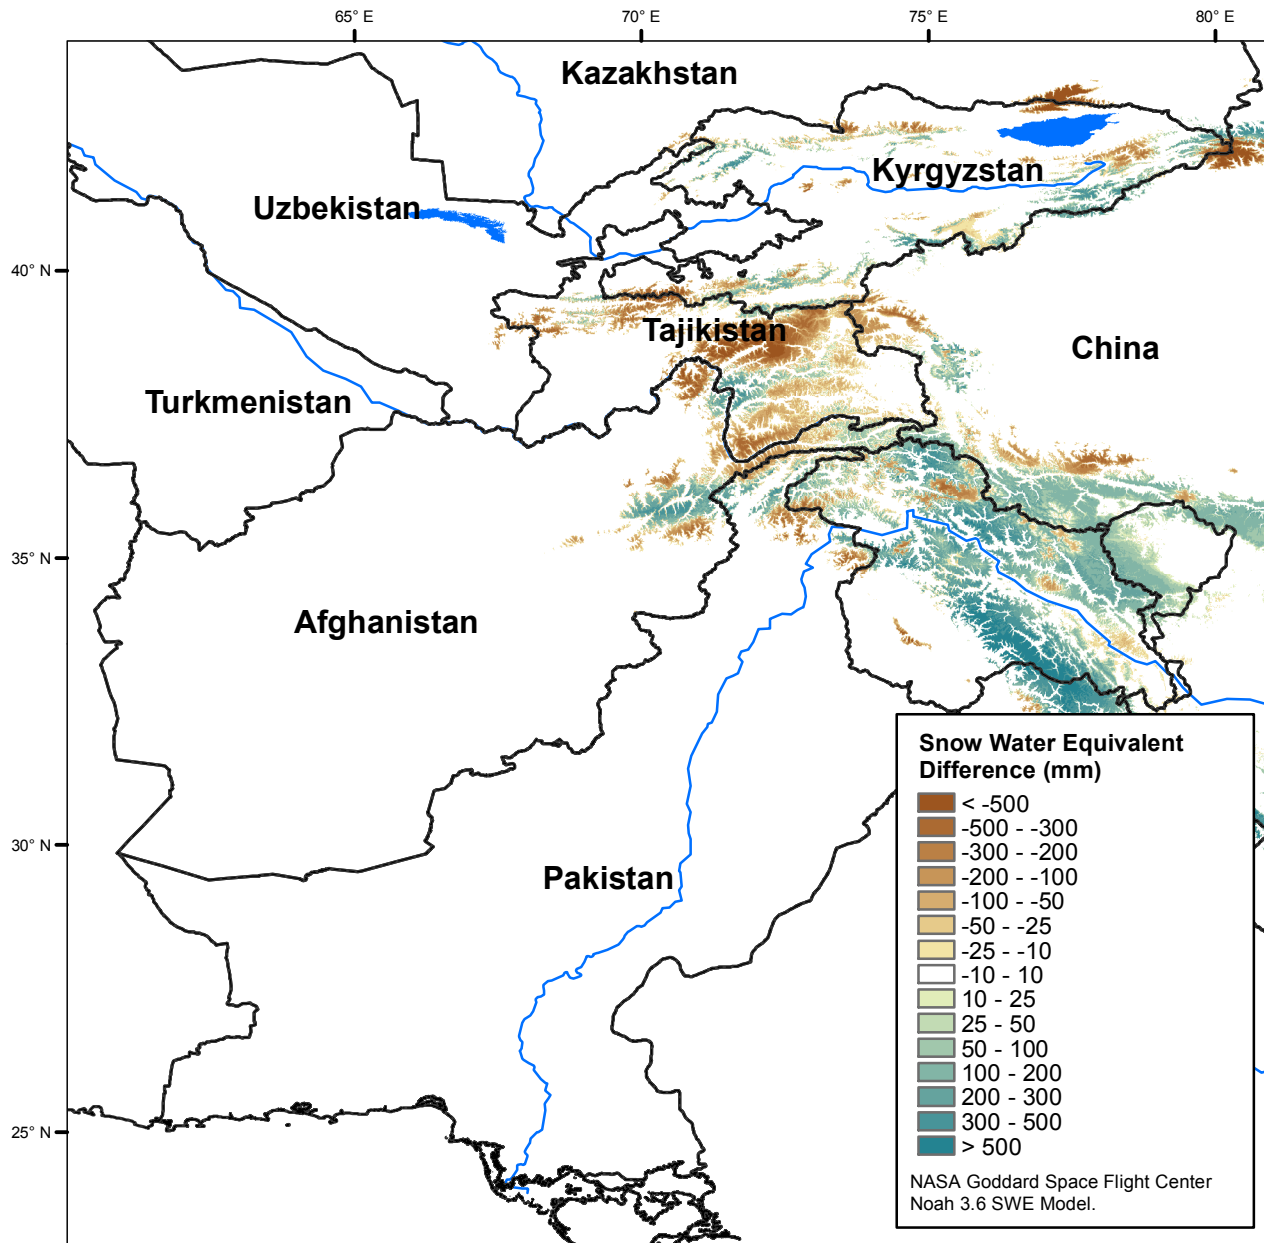 65° E
70° E
75° E
80° E
Kazakhstan
Kyrgyzstan
Uzbekistan
40° N
Tajikistan
China
Turkmenistan
35° N
Afghanistan
Snow Water Equivalent
Difference (mm)
< -500
-500 - -300
-300 - -200
-200 - -100
-100 - -50
-50 - -25
-25 - -10
-10 - 10
10 - 25
25 - 50
50 - 100
100 - 200
200 - 300
300 - 500
> 500
30° N
Pakistan
25° N
NASA Goddard Space Flight Center
Noah 3.6 SWE Model.